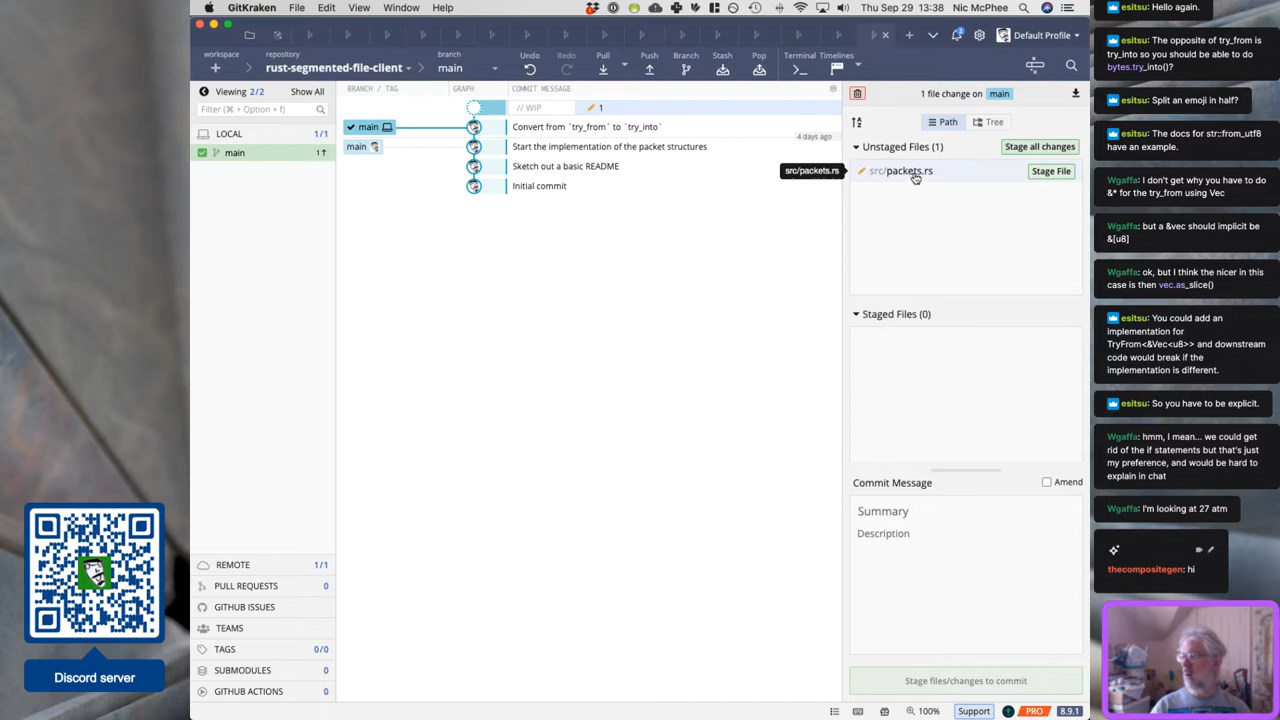 GitKraken File Edit View Window Help
Thu Sep 29 13:38 Nic McPhee
Default Profile
workspace
repository
rust-segmented-file-client
branch
main
Undo
Redo
Pull
Push
Branch
Stash
Pop
Terminal
Timelines
Viewing 2/2 Show All
Filter (⌘ + Option + f)
LOCAL 1/1
main 1
REMOTE 1/1
PULL REQUESTS 0
GITHUB ISSUES
TEAMS
TAGS 0/0
SUBMODULES 0
GITHUB ACTIONS 0
BRANCH / TAG GRAPH COMMIT MESSAGE
// WIP 1
main Convert from `try_from` to `try_into`
4 days ago
main Start the implementation of the packet structures
Sketch out a basic README
Initial commit
src/packets.rs
1 file change on main
Path Tree
Unstaged Files (1) Stage all changes
src/packets.rs Stage File
Staged Files (0)
Commit Message Amend
Summary
Description
Stage files/changes to commit
100% Support PRO 8.9.1
Discord server
esitsu: Hello again.
esitsu: The opposite of try_from is
try_into so you should be able to do
bytes.try_into()?
esitsu: Split an emoji in half?
esitsu: The docs for str::from_utf8
have an example.
Wgaffa: I don't get why you have to do
&* for the try_from using Vec
Wgaffa: but a &vec should implicit be
&[u8]
Wgaffa: ok, but I think the nicer in this
case is then vec.as_slice()
esitsu: You could add an
implementation for
TryFrom<&Vec<u8>> and downstream
code would break if the
implementation is different.
esitsu: So you have to be explicit.
Wgaffa: hmm, I mean... we could get
rid of the if statements but that's just
my preference, and would be hard to
explain in chat
Wgaffa: I'm looking at 27 atm
thecompositegen: hi